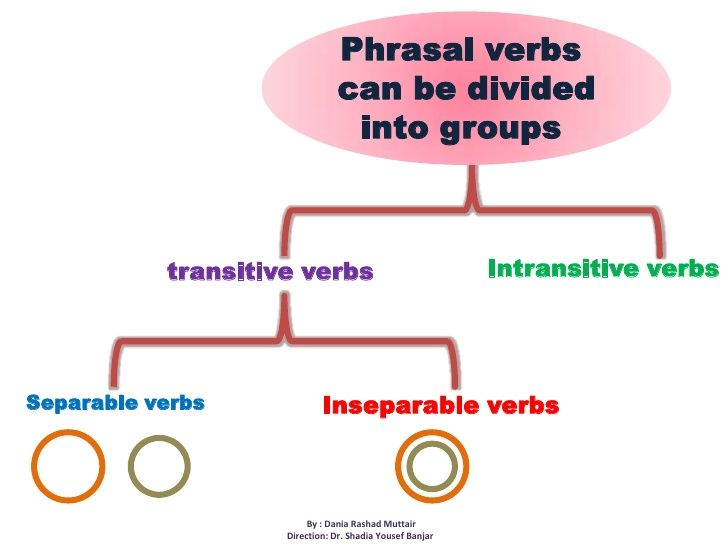 Phrasal verbs
can be divided
into groups
transitive verbs
Intransitive verbs
Separable verbs
Inseparable verbs
By : Dania Rashad Muttair
Direction: Dr. Shadia Yousef Banjar